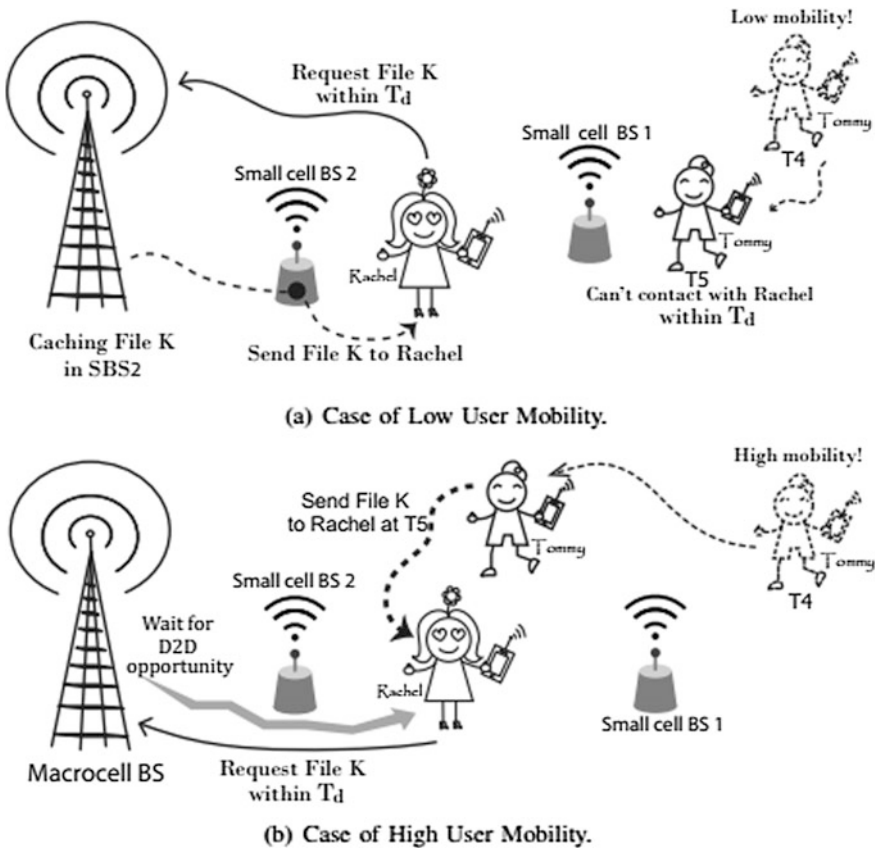 Low mobility!
Request File K
within Td
Tommy
T4
Small cell BS 1
Small cell BS 2
Tommy
Rachel
T5
Can't contact with Rachel
within Td
Caching File K
in SBS2
Send File K to Rachel
(a) Case of Low User Mobility.
High mobility!
Send File K
to Rachel at T5
Tommy
Tommy
T4
Small cell BS 2
Wait for
D2D
opportunity
Rachel
Small cell BS 1
Macrocell BS
Request File K
within Td
(b) Case of High User Mobility.